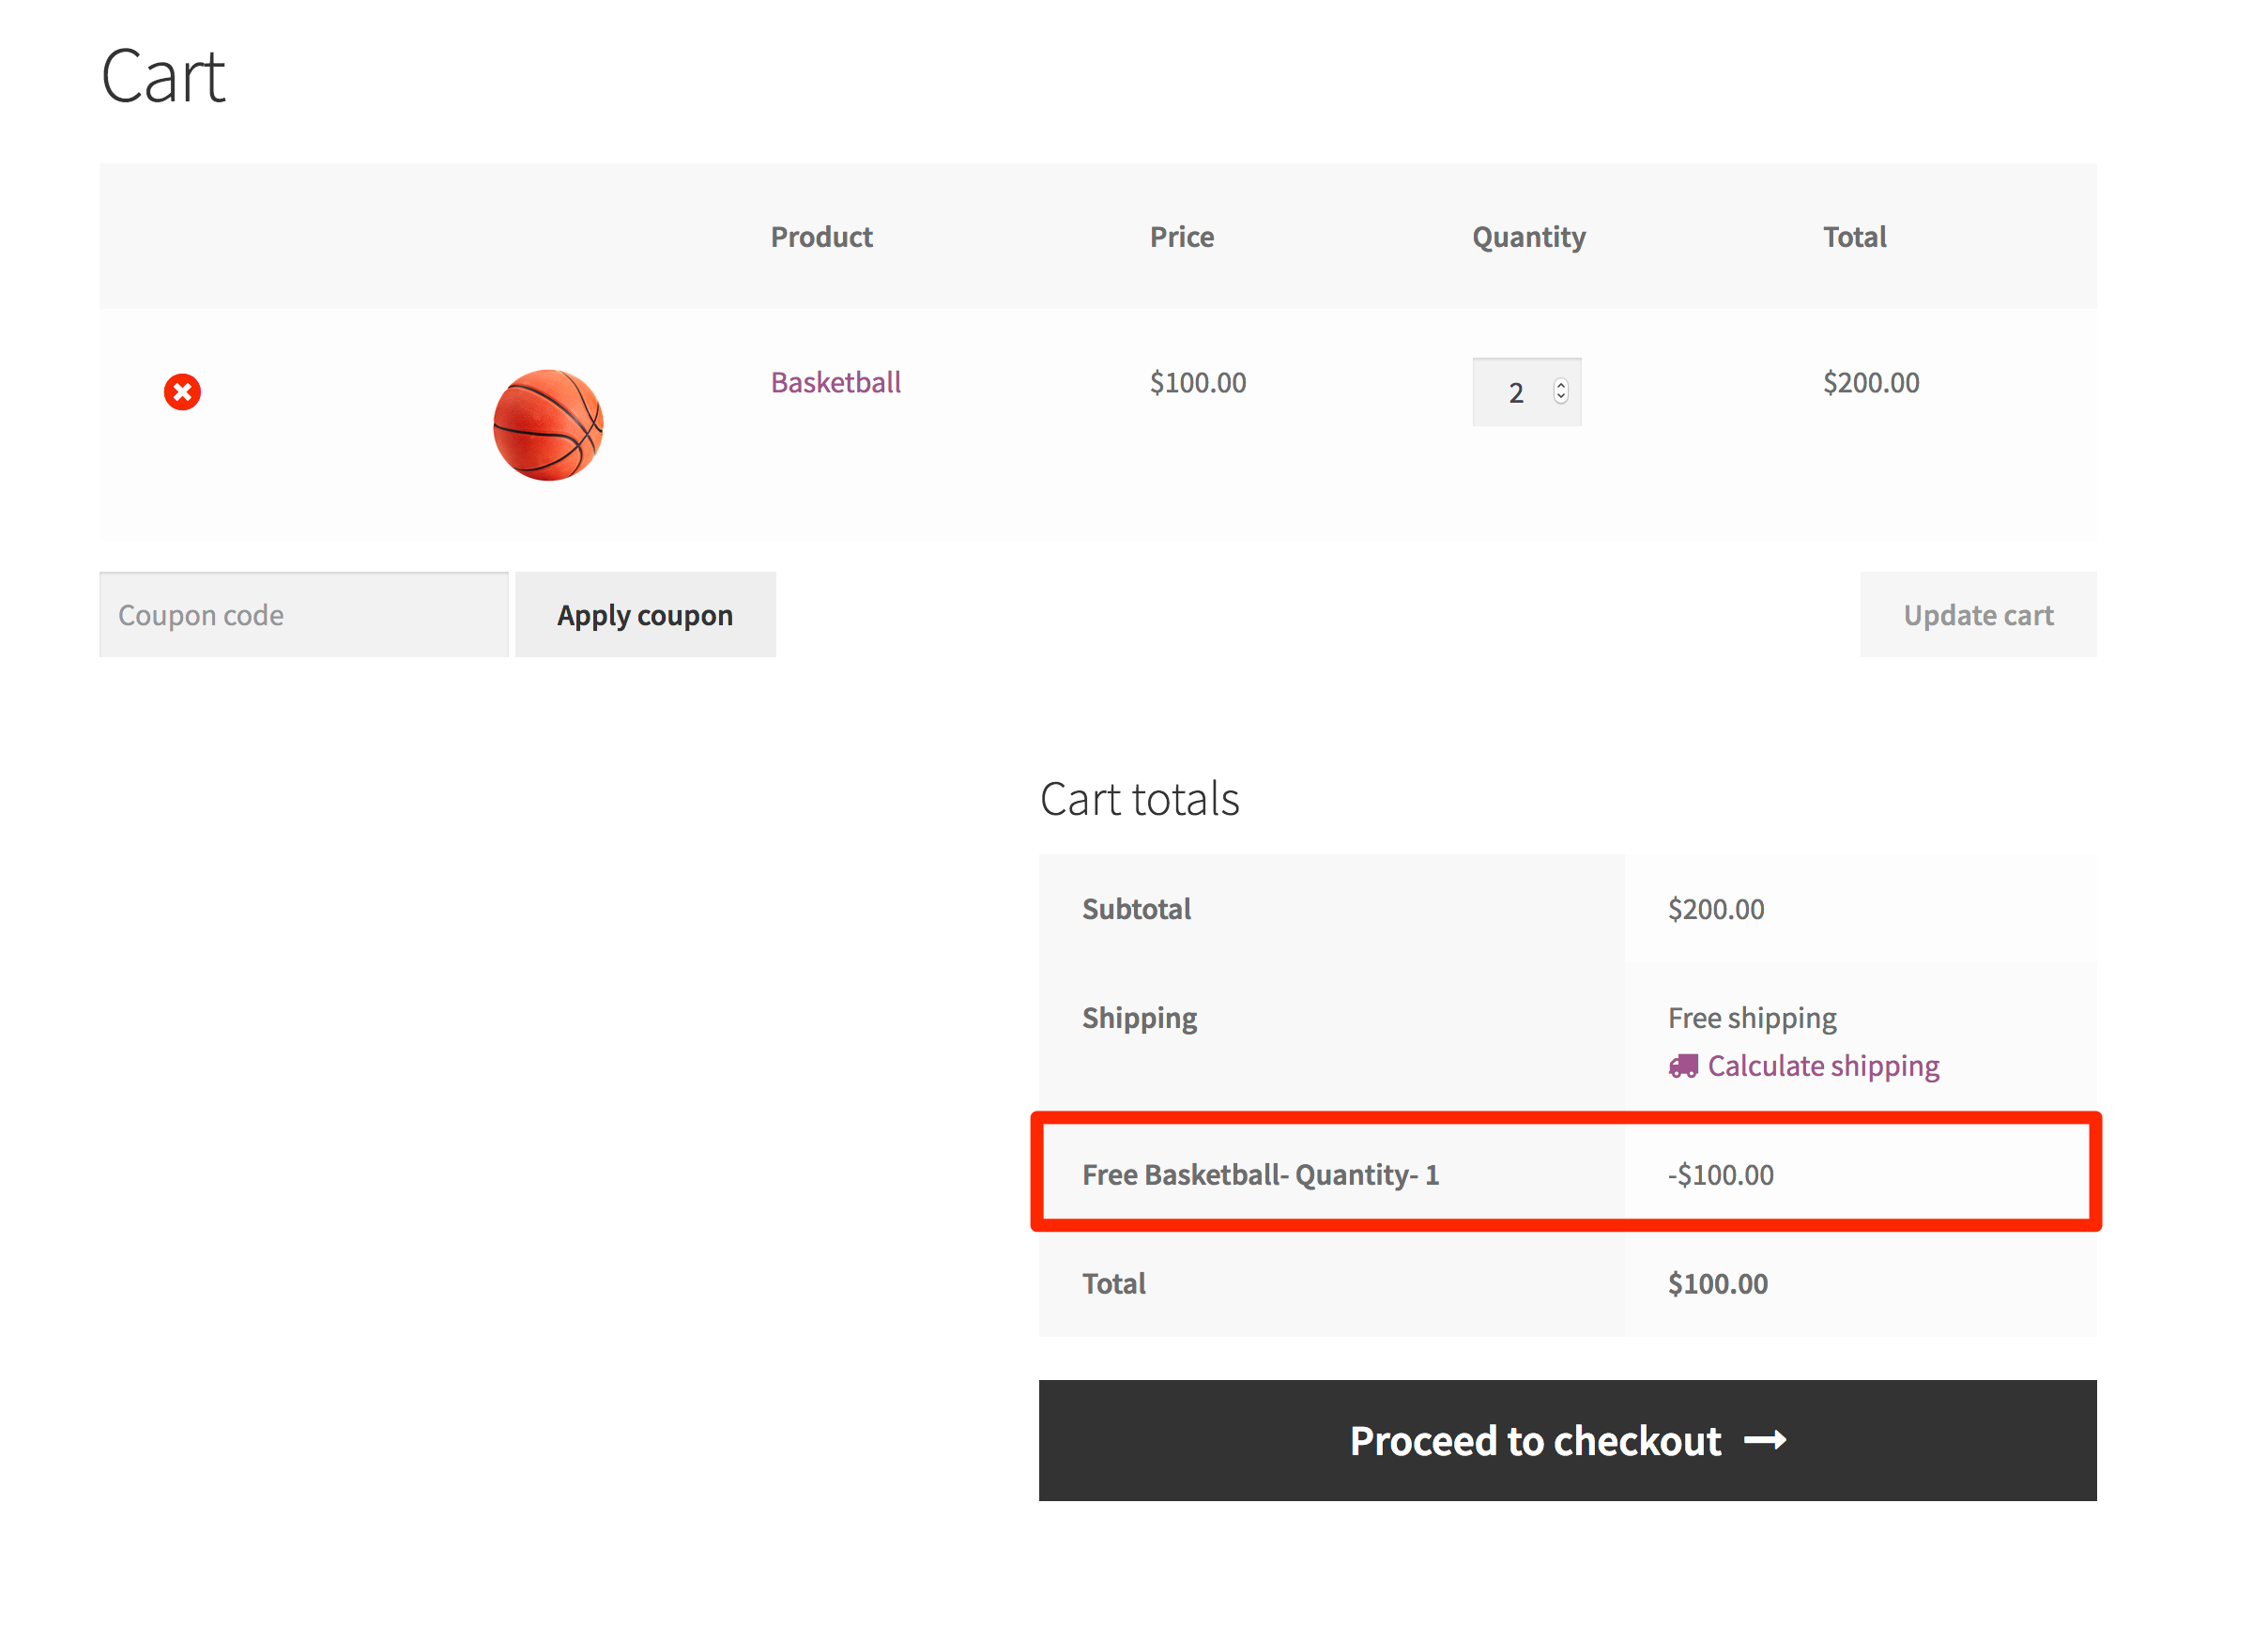 Cart
Product Price Quantity Total
Basketball $100.00 2 $200.00
Coupon code Apply coupon Update cart
Cart totals
Subtotal $200.00
Shipping Free shipping
Calculate shipping
Free Basketball- Quantity- 1 -$100.00
Total $100.00
Proceed to checkout →